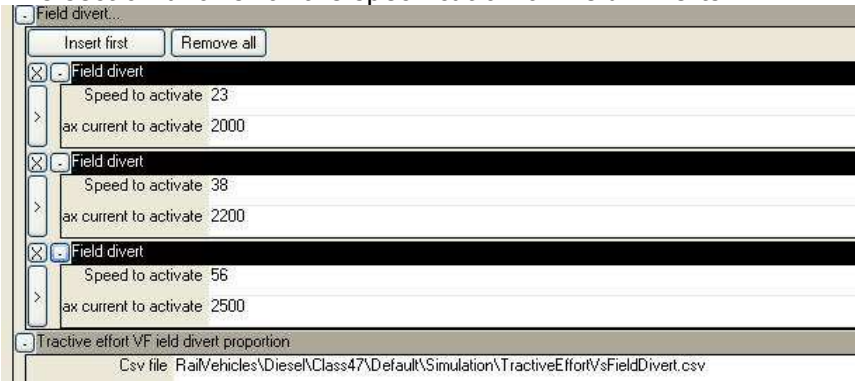 Field divert...
Insert first Remove all
X - Field divert
Speed to activate 23
>
ax current to activate 2000
X - Field divert
Speed to activate 38
>
ax current to activate 2200
X - Field divert
Speed to activate 56
>
ax current to activate 2500
- Tractive effort VF ield divert proportion
Csv file RailVehicles\Diesel\Class47\Default\Simulation\TractiveEffortVsFieldDivert.csv